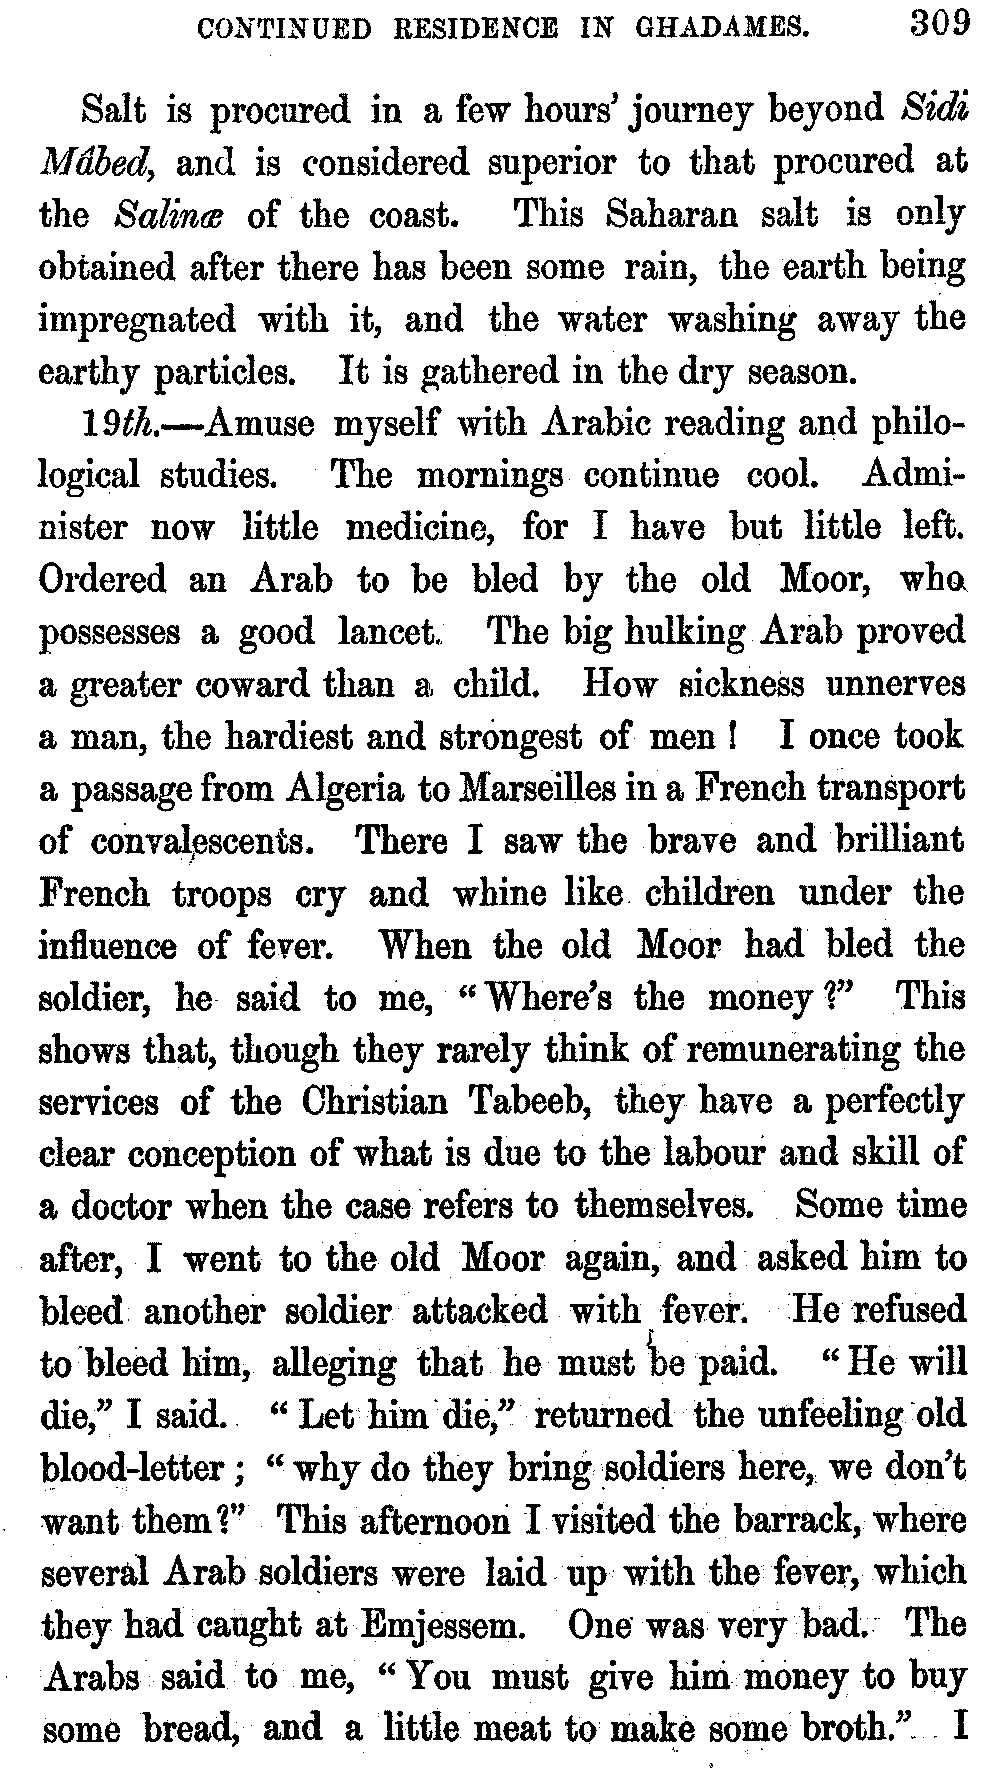 CONTINUED RESIDENCE IN GHADAMES. 309
Salt is procured in a few hours' journey beyond Sidi
Mâbed, and is considered superior to that procured at
the Salinæ of the coast. This Saharan salt is only
obtained after there has been some rain, the earth being
impregnated with it, and the water washing away the
earthy particles. It is gathered in the dry season.
19th.—Amuse myself with Arabic reading and philo-
logical studies. The mornings continue cool. Admi-
nister now little medicine, for I have but little left.
Ordered an Arab to be bled by the old Moor, who
possesses a good lancet. The big hulking Arab proved
a greater coward than a child. How sickness unnerves
a man, the hardiest and strongest of men! I once took
a passage from Algeria to Marseilles in a French transport
of convalescents. There I saw the brave and brilliant
French troops cry and whine like children under the
influence of fever. When the old Moor had bled the
soldier, he said to me, "Where's the money?" This
shows that, though they rarely think of remunerating the
services of the Christian Tabeeb, they have a perfectly
clear conception of what is due to the labour and skill of
a doctor when the case refers to themselves. Some time
after, I went to the old Moor again, and asked him to
bleed another soldier attacked with fever. He refused
to bleed him, alleging that he must be paid. "He will
die," I said. "Let him die," returned the unfeeling old
blood-letter; "why do they bring soldiers here, we don't
want them?" This afternoon I visited the barrack, where
several Arab soldiers were laid up with the fever, which
they had caught at Emjessem. One was very bad. The
Arabs said to me, "You must give him money to buy
some bread, and a little meat to make some broth." I